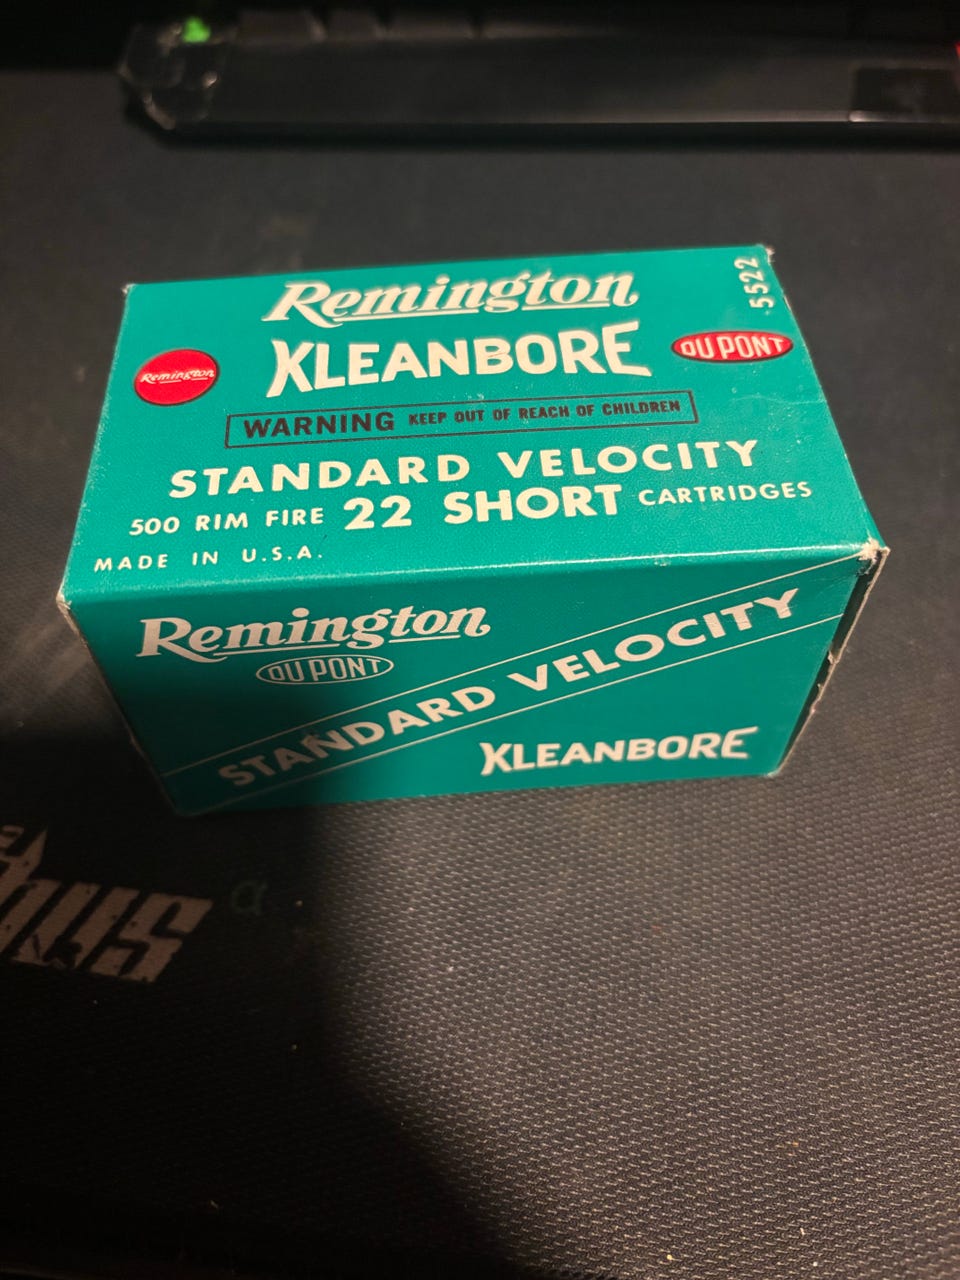 Remington
5522
KLEANBORE
Remington
DU PONT
WARNING KEEP OUT OF REACH OF CHILDREN
STANDARD VELOCITY
500 RIM FIRE 22 SHORT CARTRIDGES
MADE IN U.S.A.
Remington
DU PONT
STANDARD VELOCITY
KLEANBORE